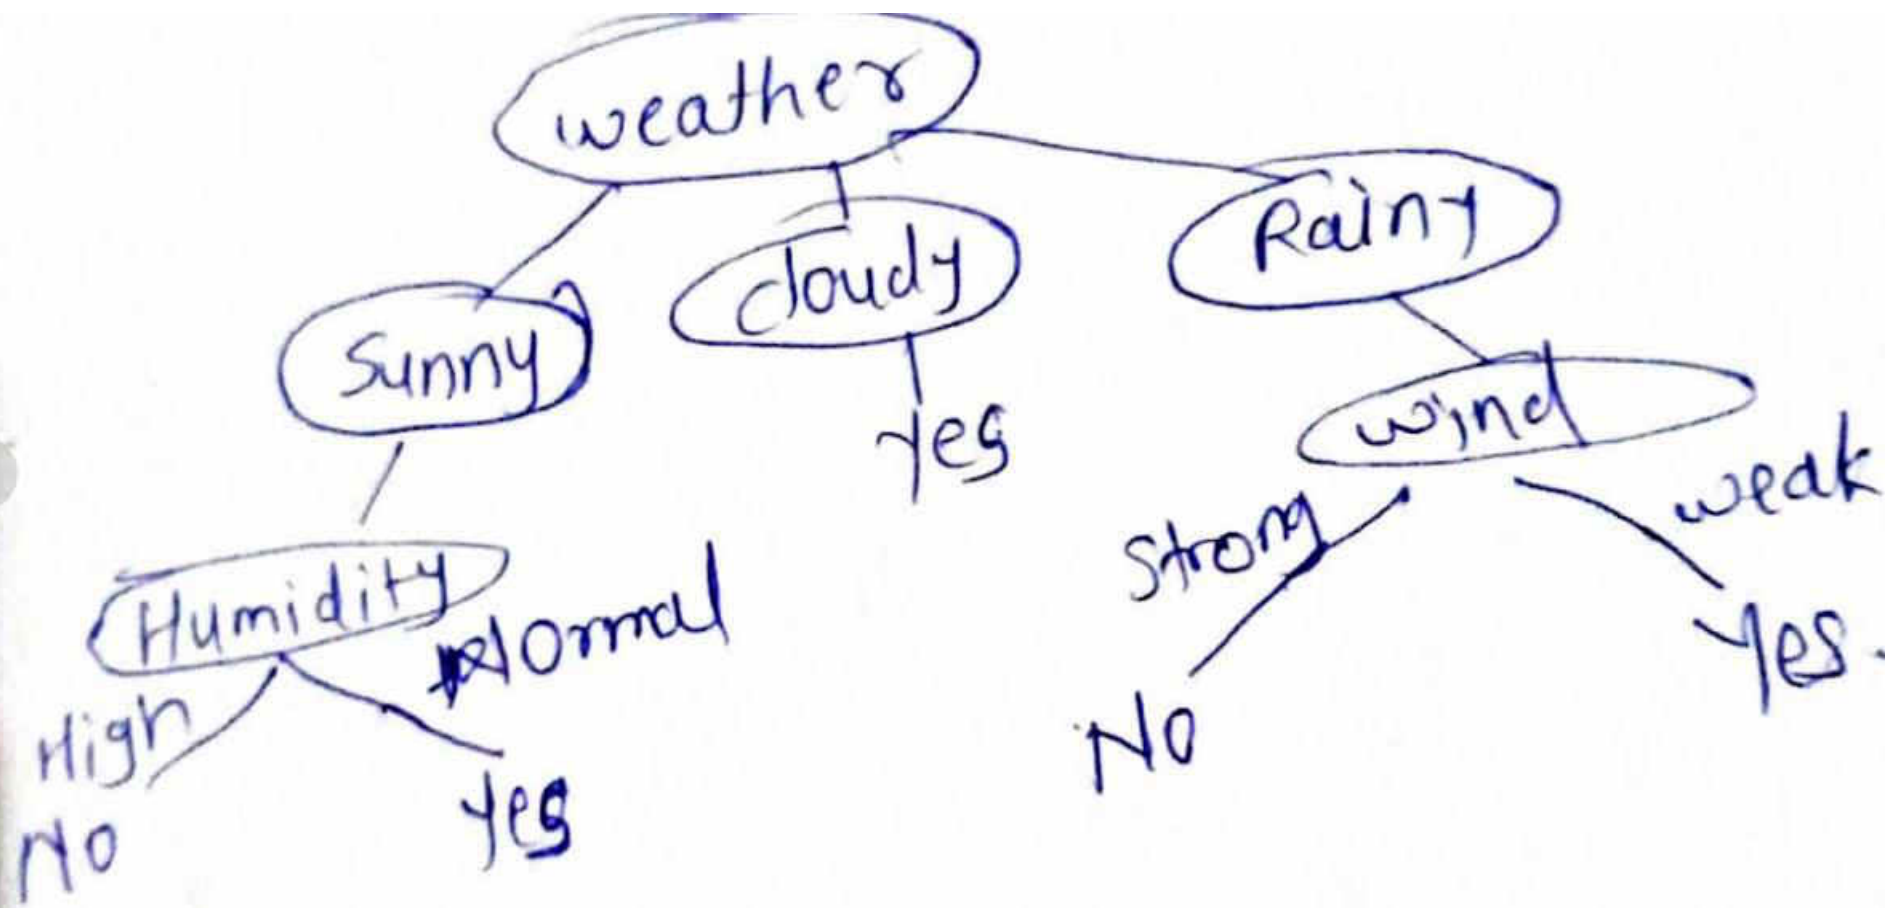 weather
Rainy
cloudy
Sunny
wind
yes
weak
Strong
Humidity
Normal
Yes.
High
No
yes
No